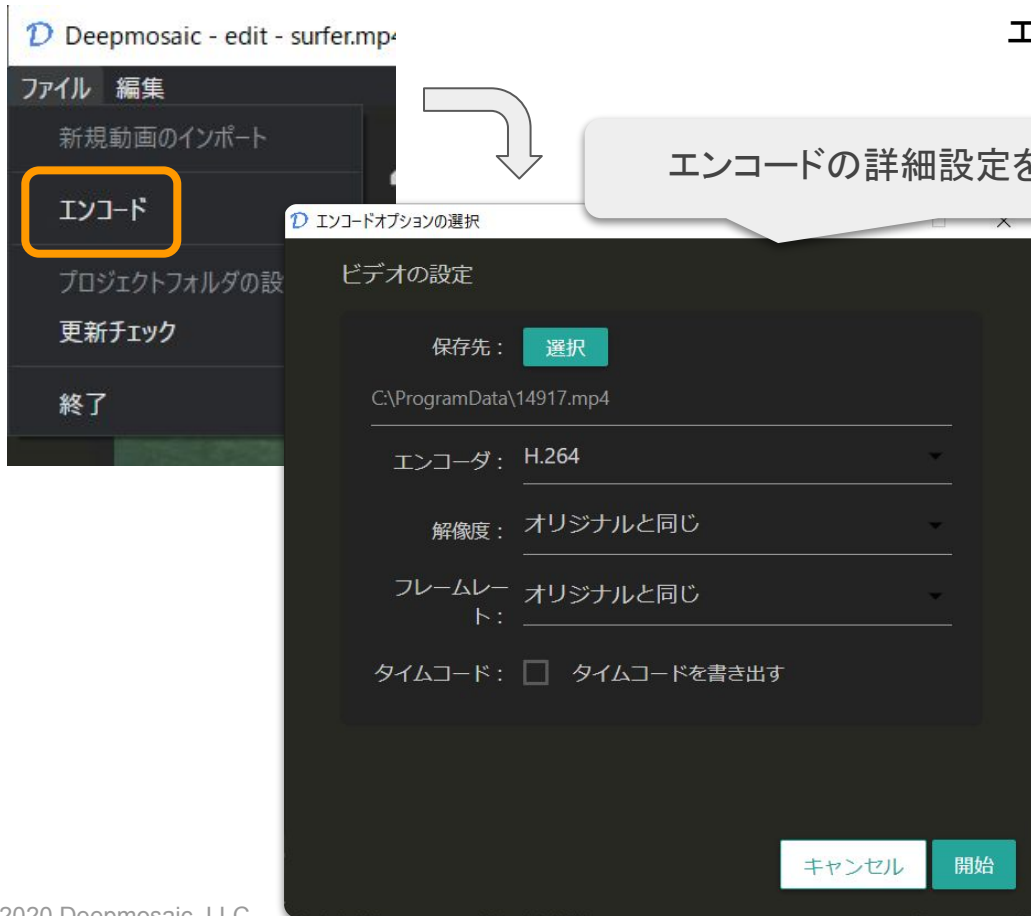 Deepmosaic - edit - surfer.mp4
エ
ファイル 編集
新規動画のインポート
エンコード
プロジェクトフォルダの設
更新チェック
終了
エンコードの詳細設定を
エンコードオプションの選択
ビデオの設定
保存先： 選択
C:\ProgramData\14917.mp4
エンコーダ： H.264
解像度： オリジナルと同じ
フレームレー
ト： オリジナルと同じ
タイムコード： タイムコードを書き出す
キャンセル 開始
2020 Deepmosaic, LLC